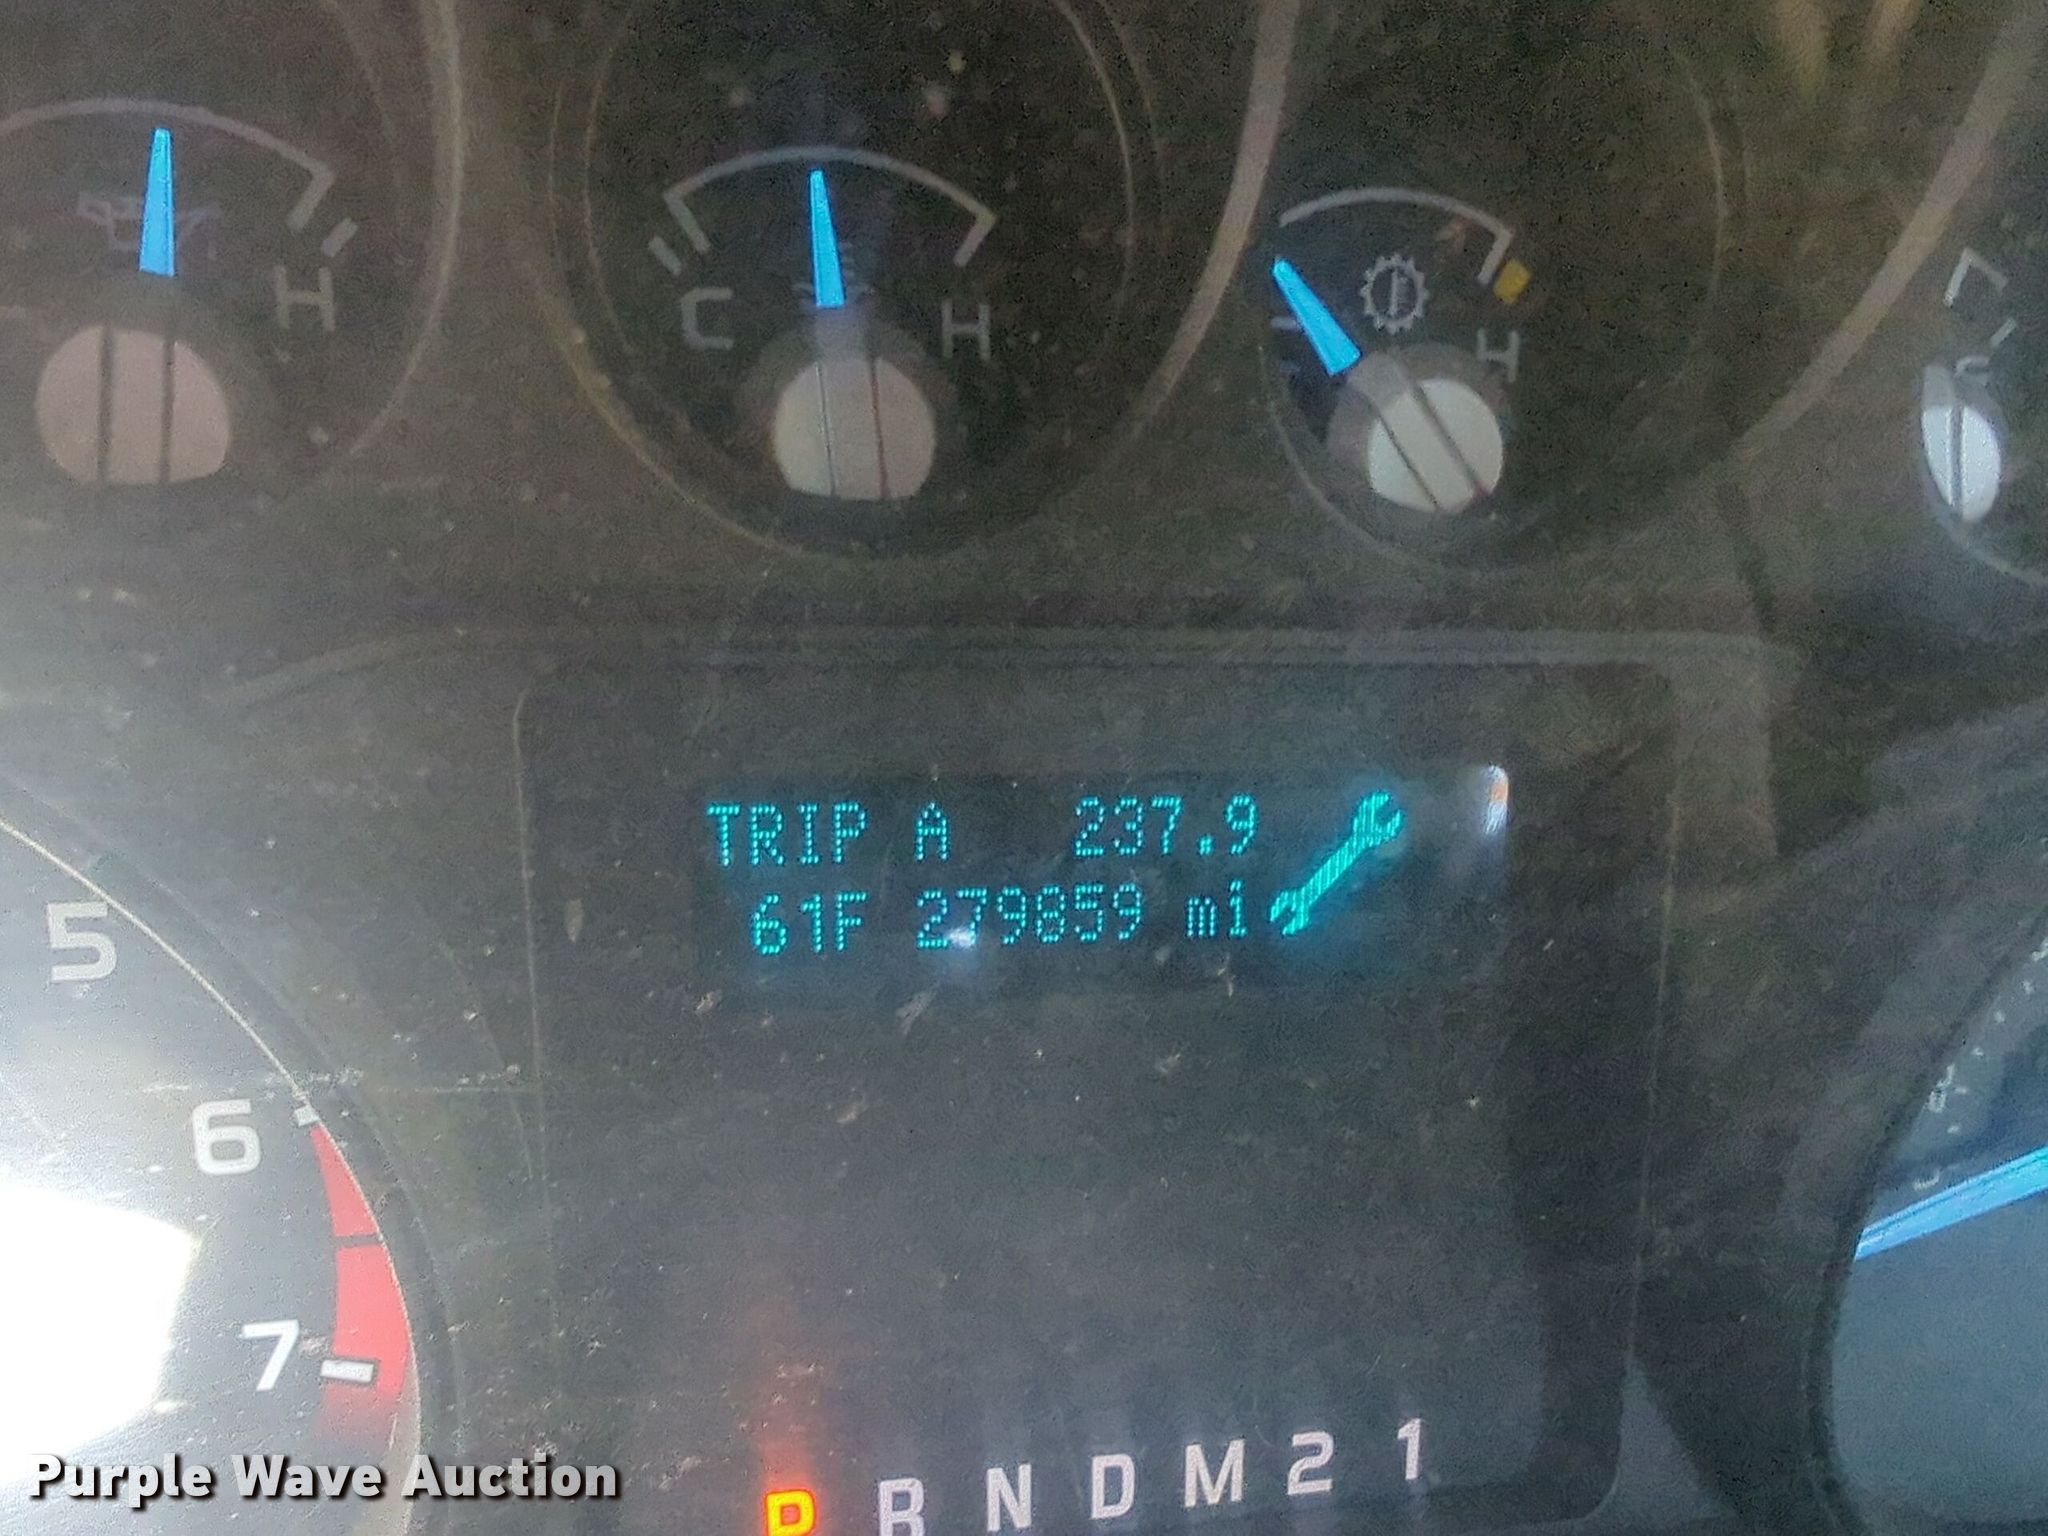 H
C H
H
TRIP A 237.9
61F 279859 mi
5
6
7
P R N D M 2 1
Purple Wave Auction